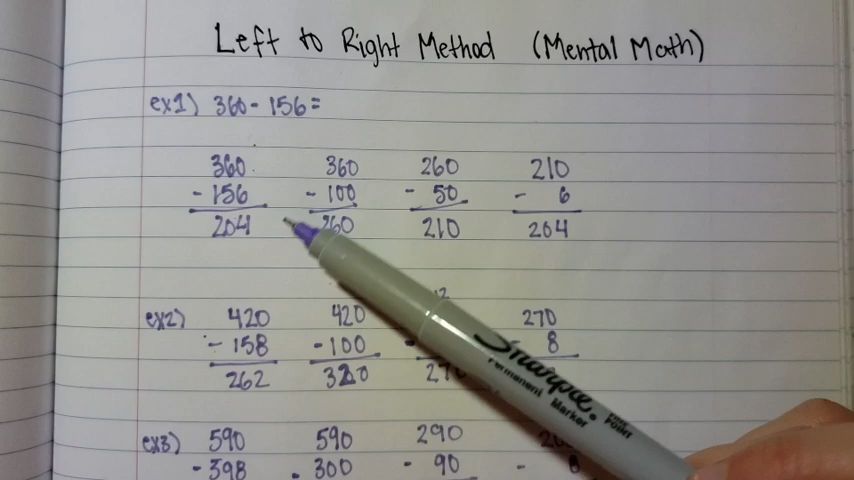 Left to Right Method (Mental Math)
ex1) 360 - 156 =
360 360 260 210
- 156 - 100 - 50 - 6
204 260 210 204
ex2) 420 420 270
- 158 - 100 8
262 320 270
ex3) 590 590 290
- 398 - 300 - 90 - 8
Sharpie.
Permanent Marker